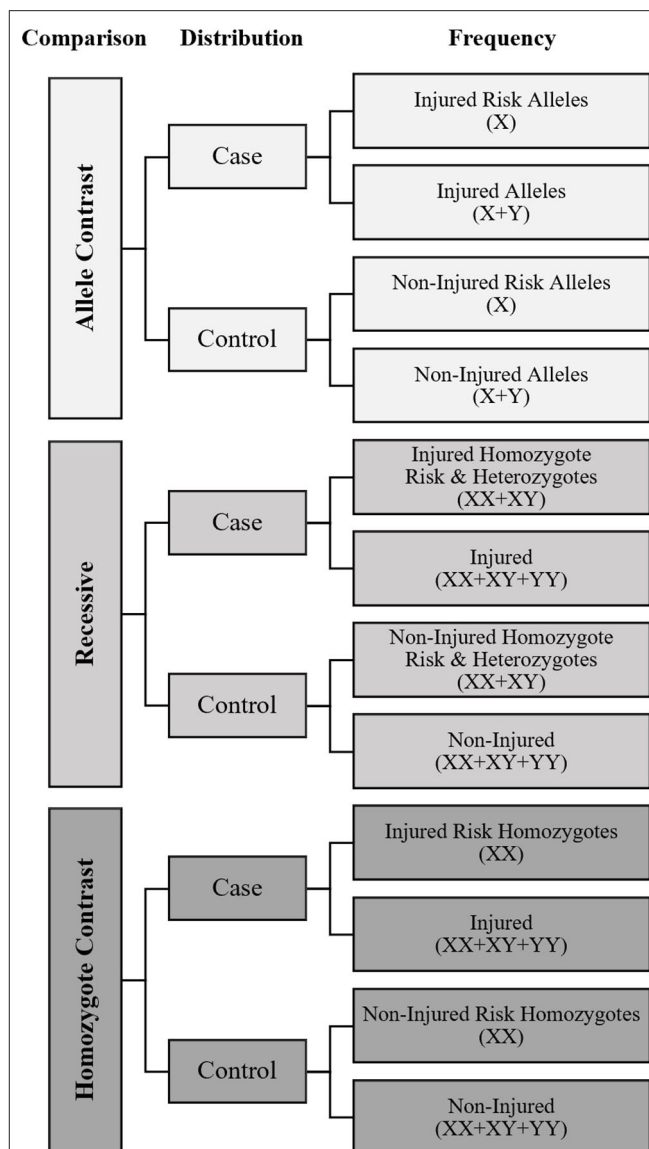 Comparison Distribution Frequency
Allele Contrast
Case
Injured Risk Alleles
(X)
Injured Alleles
(X+Y)
Control
Non-Injured Risk Alleles
(X)
Non-Injured Alleles
(X+Y)
Recessive
Case
Injured Homozygote
Risk & Heterozygotes
(XX+XY)
Injured
(XX+XY+YY)
Control
Non-Injured Homozygote
Risk & Heterozygotes
(XX+XY)
Non-Injured
(XX+XY+YY)
Homozygote Contrast
Case
Injured Risk Homozygotes
(XX)
Injured
(XX+XY+YY)
Control
Non-Injured Risk Homozygotes
(XX)
Non-Injured
(XX+XY+YY)